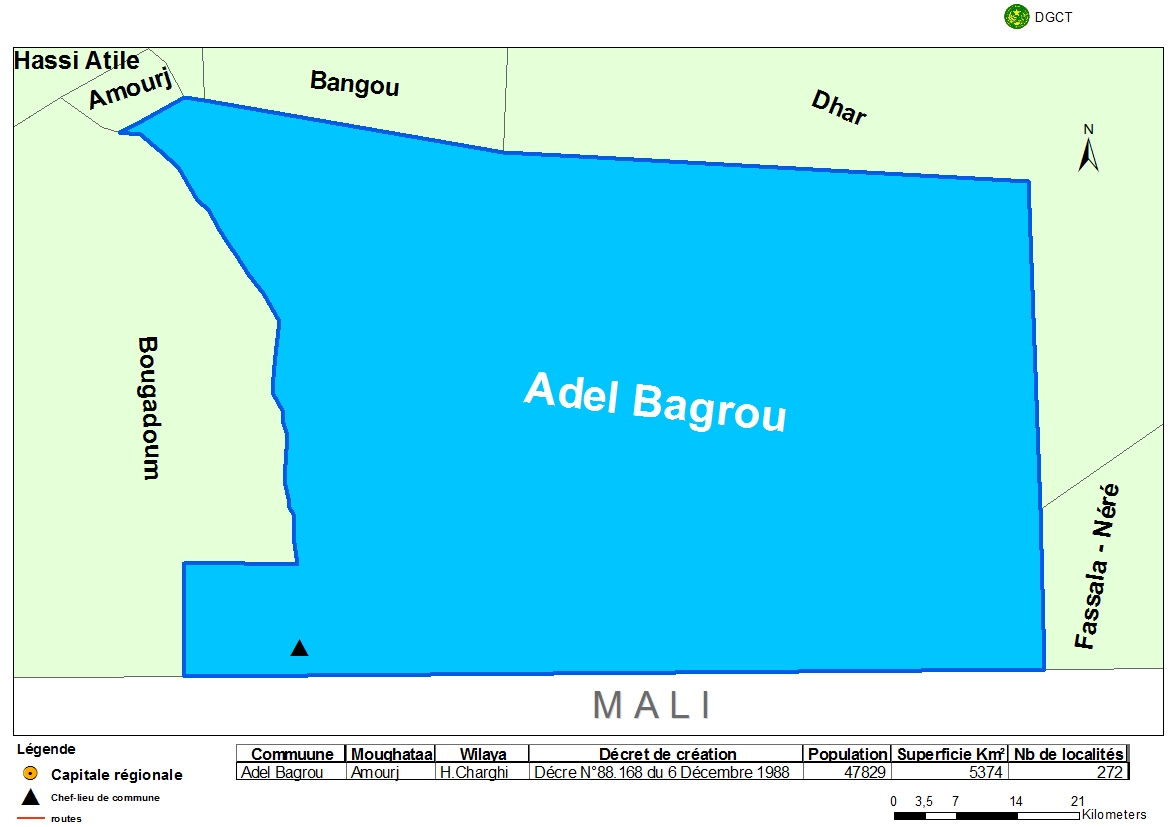 DGCT
Hassi Atile
Amourj
Bangou
Dhar
N
Bougadoum
Adel Bagrou
Fassala - Néré
MALI
Légende
Capitale régionale
Chef-lieu de commune
routes
Commuune Moughataa Wilaya Décret de création Population Superficie Km² Nb de localités
Adel Bagrou Amourj H.Charghi Décre N°88.168 du 6 Décembre 1988 47829 5374 272
0 3,5 7 14 21
Kilometers